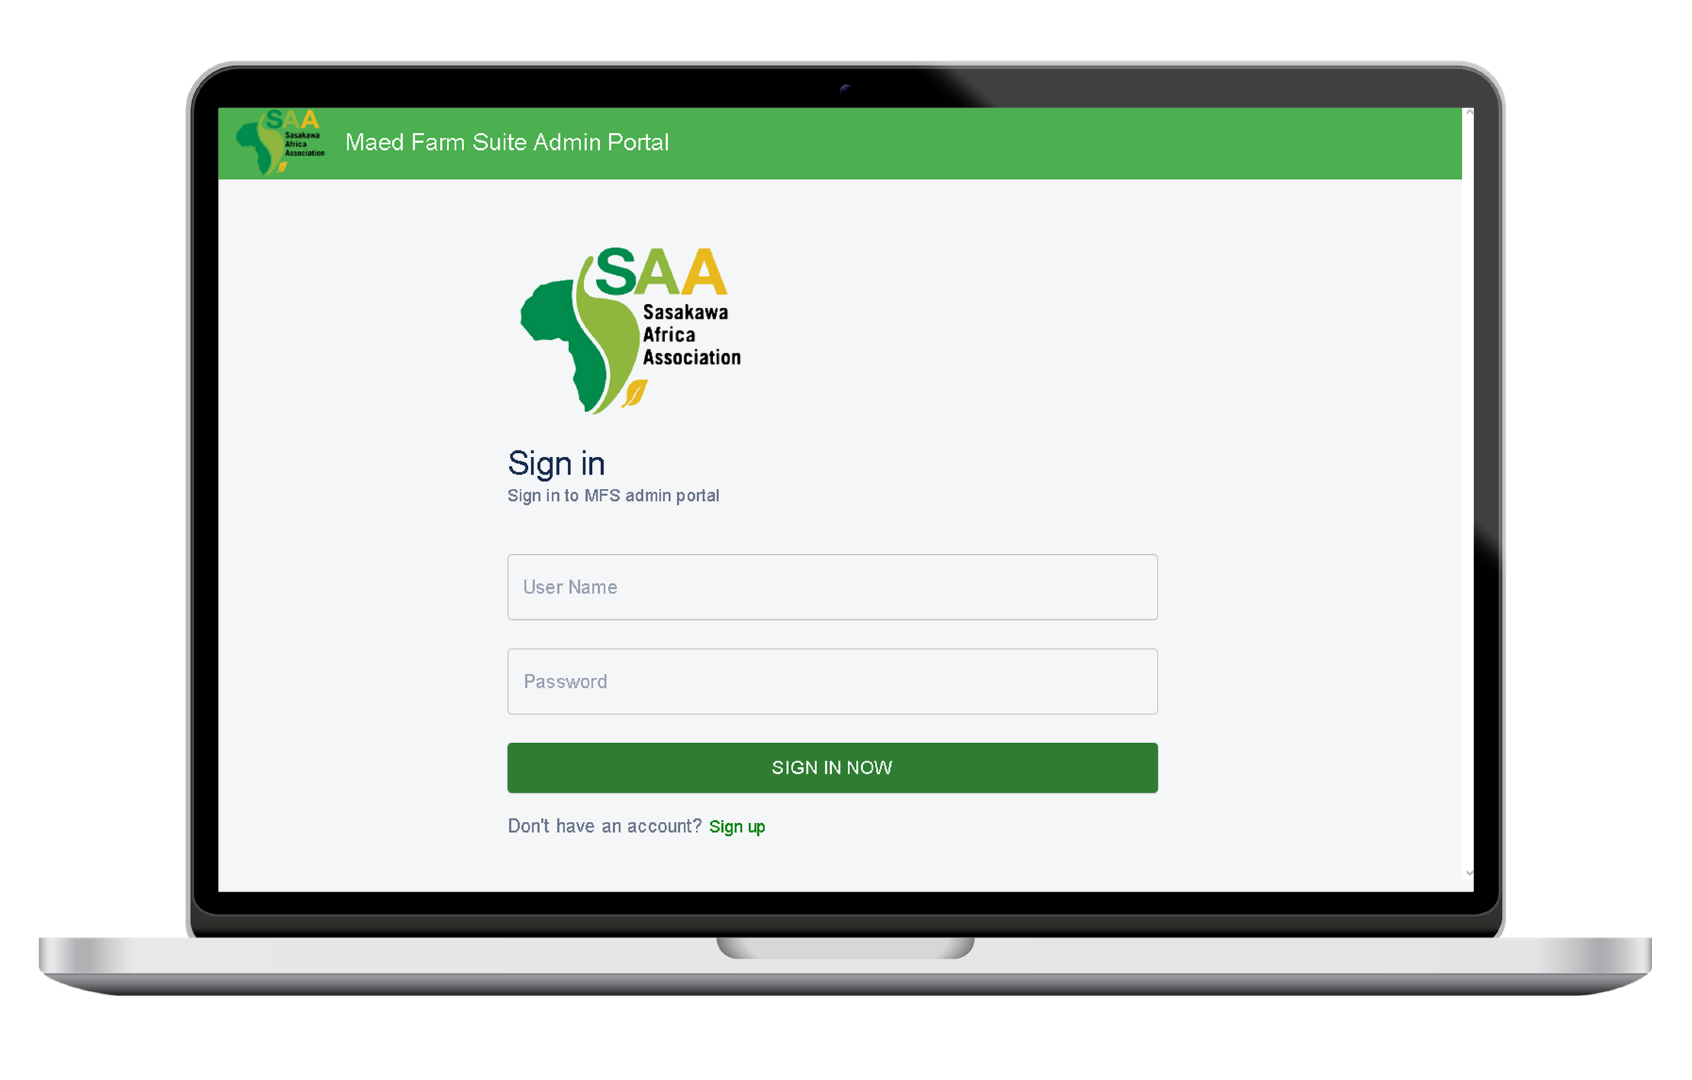 SAA
Sasakawa
Africa
Association
Maed Farm Suite Admin Portal
SAA
Sasakawa
Africa
Association
Sign in
Sign in to MFS admin portal
User Name
Password
SIGN IN NOW
Don't have an account? Sign up